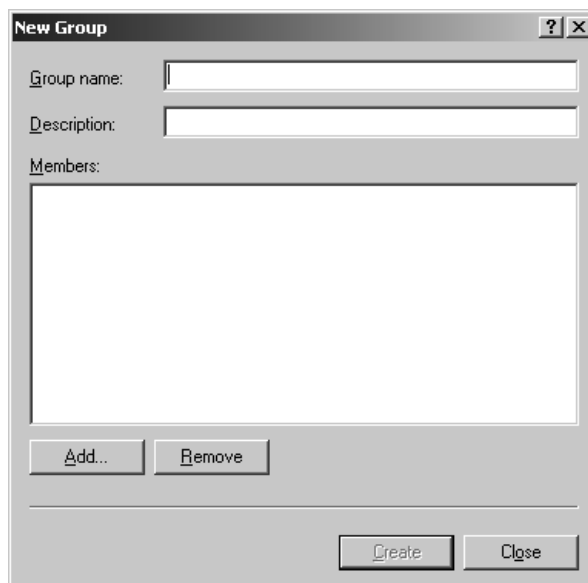 New Group
Group name:
Description:
Members:
Add... Remove
Create Close